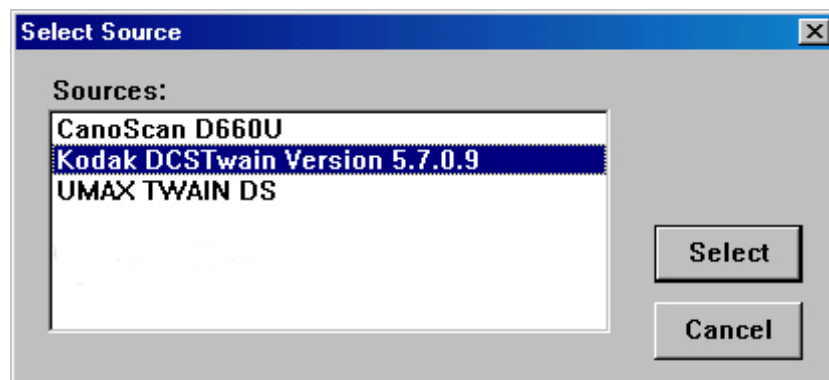 Select Source
Sources:
CanoScan D660U
Kodak DCSTwain Version 5.7.0.9
UMAX TWAIN DS
Select
Cancel